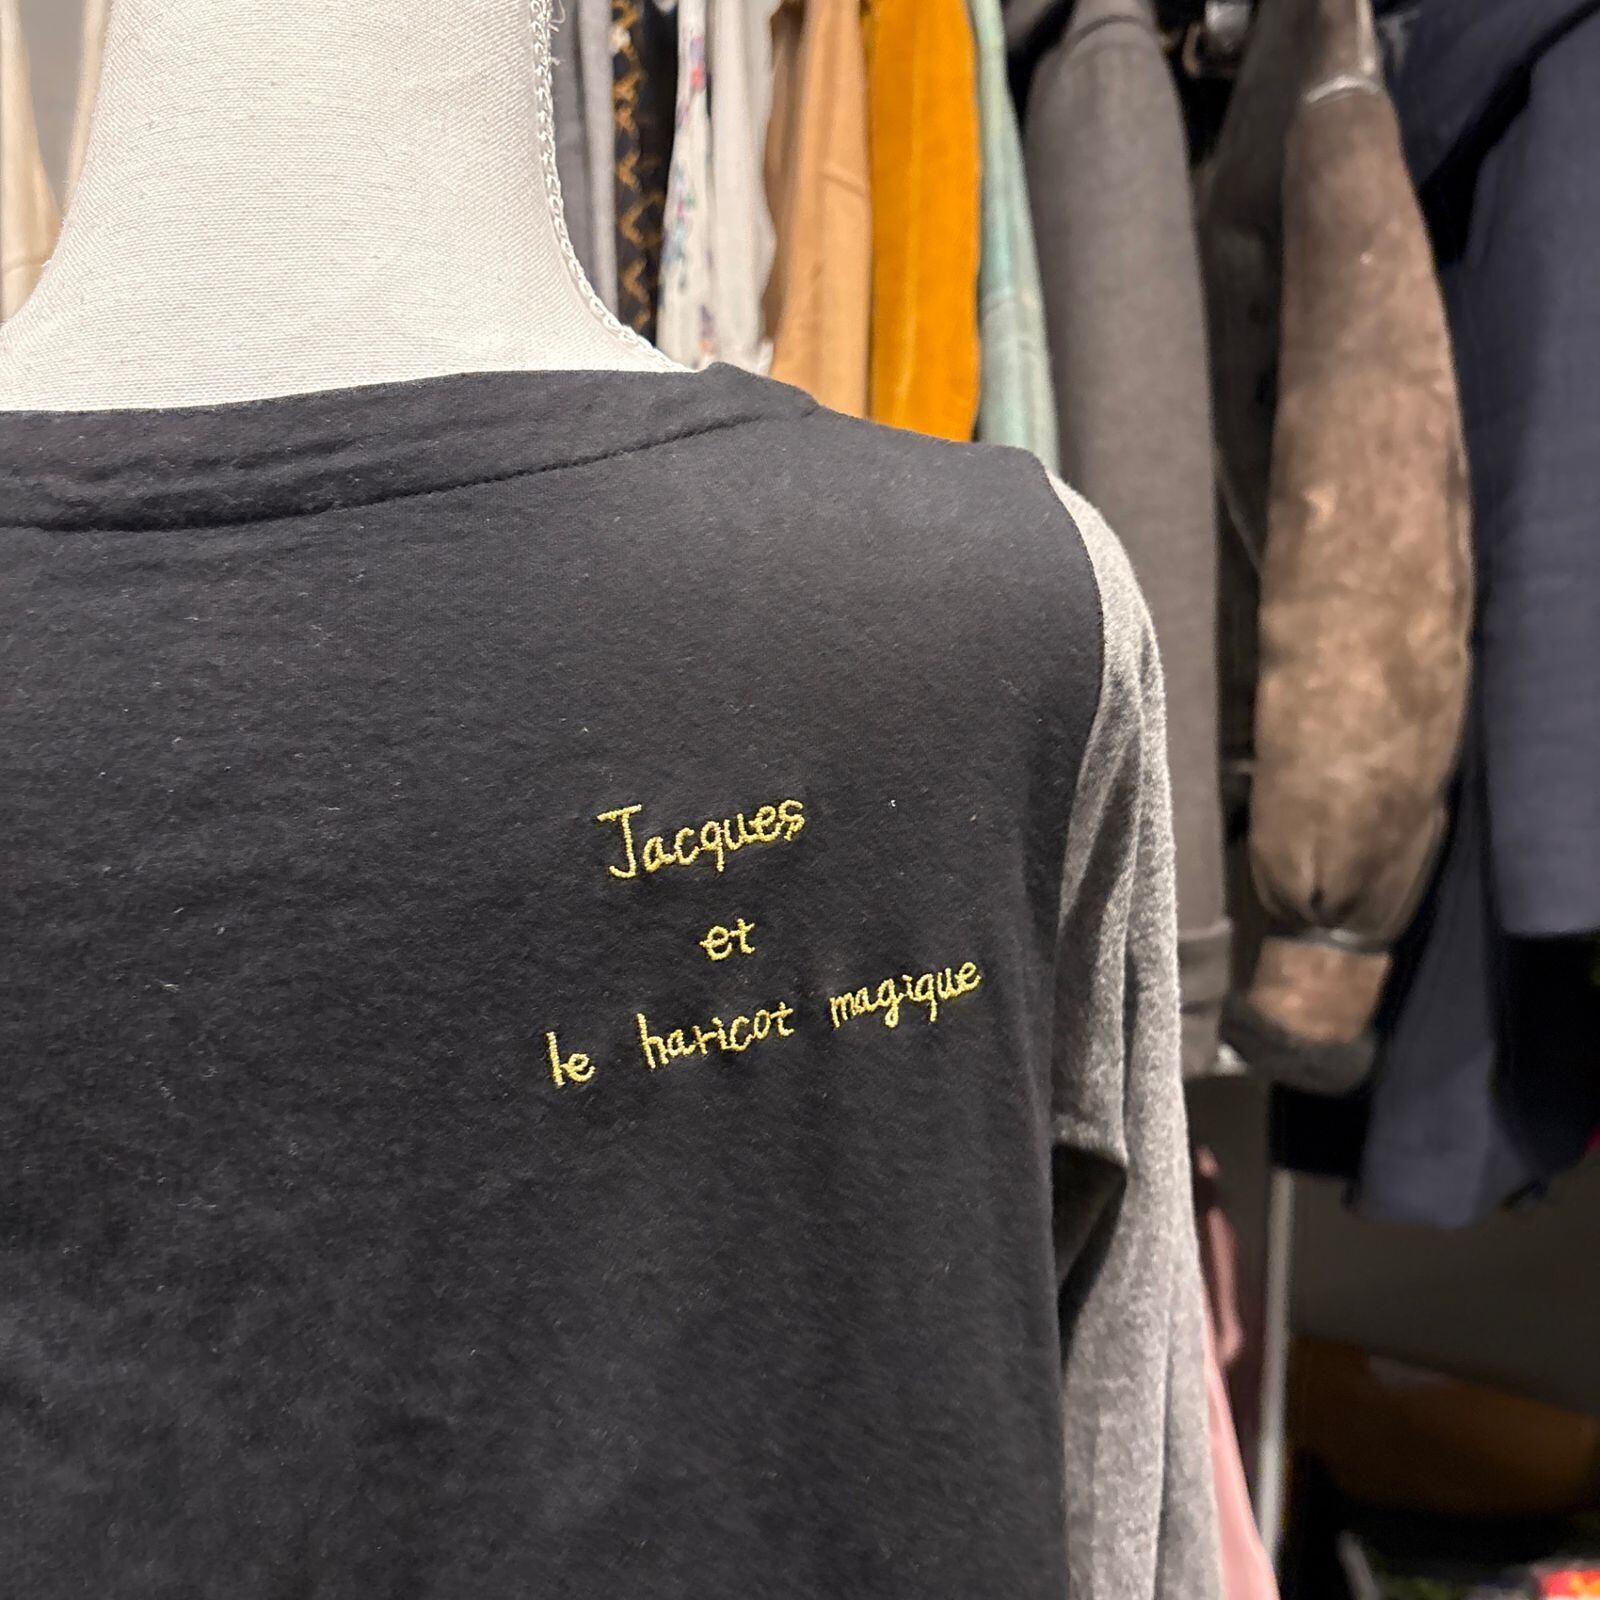 Jacques
et
le haricot magique